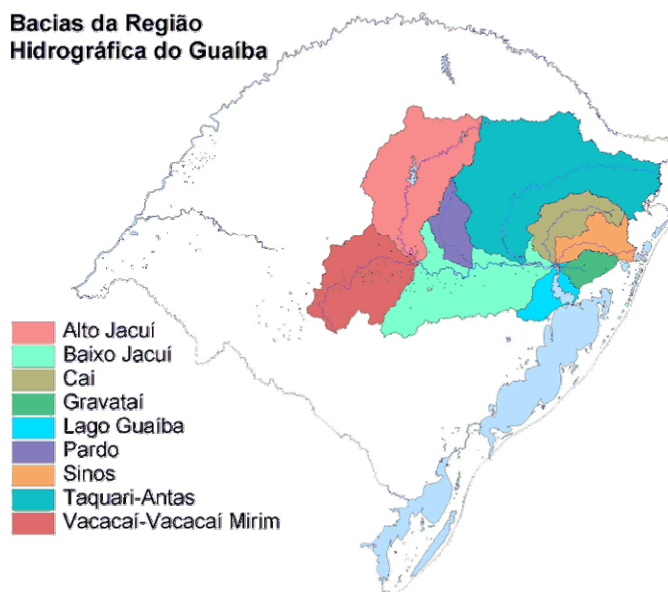 Bacias da Região
Hidrográfica do Guaíba
Alto Jacuí
Baixo Jacuí
Caí
Gravataí
Lago Guaíba
Pardo
Sinos
Taquari-Antas
Vacacaí-Vacacaí Mirim